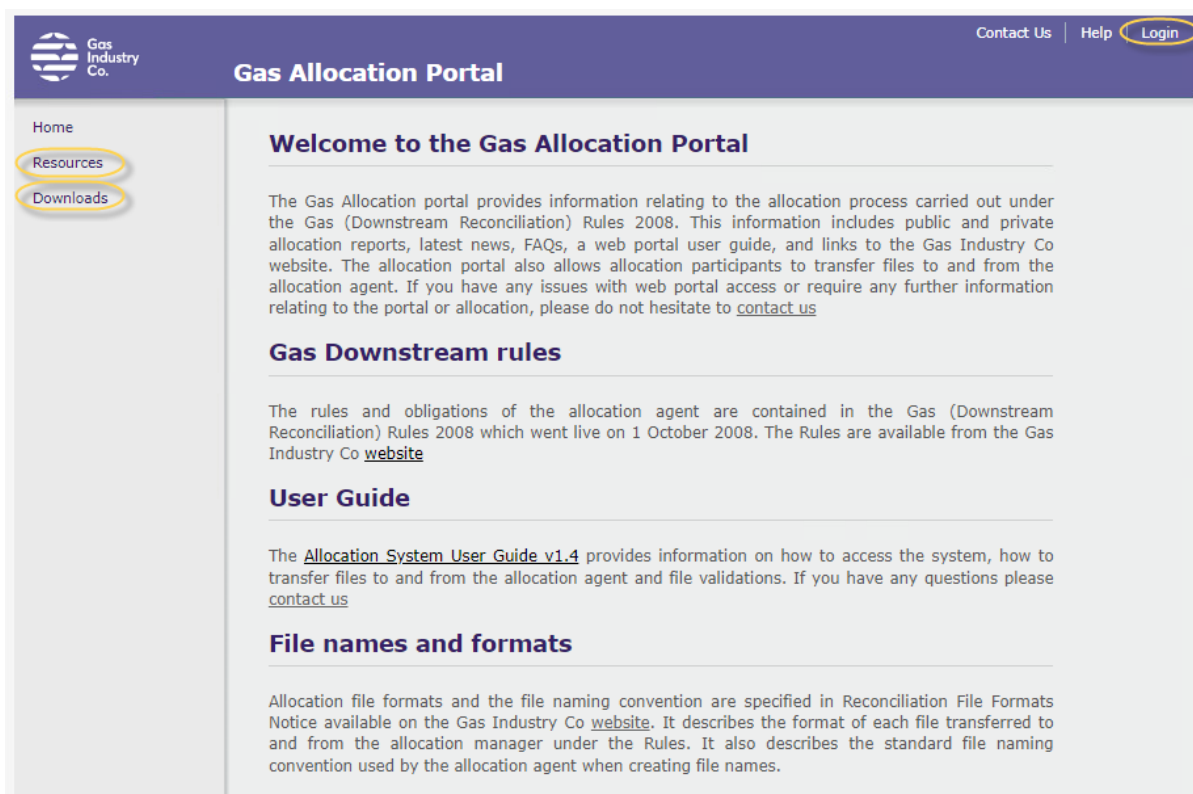 Gas
Industry
Co.
Contact Us
Help
Login
Gas Allocation Portal
Home
Resources
Downloads
Welcome to the Gas Allocation Portal
The Gas Allocation portal provides information relating to the allocation process carried out under
the Gas (Downstream Reconciliation) Rules 2008. This information includes public and private
allocation reports, latest news, FAQs, a web portal user guide, and links to the Gas Industry Co
website. The allocation portal also allows allocation participants to transfer files to and from the
allocation agent. If you have any issues with web portal access or require any further information
relating to the portal or allocation, please do not hesitate to contact us
Gas Downstream rules
The rules and obligations of the allocation agent are contained in the Gas (Downstream
Reconciliation) Rules 2008 which went live on 1 October 2008. The Rules are available from the Gas
Industry Co website
User Guide
The Allocation System User Guide v1.4 provides information on how to access the system, how to
transfer files to and from the allocation agent and file validations. If you have any questions please
contact us
File names and formats
Allocation file formats and the file naming convention are specified in Reconciliation File Formats
Notice available on the Gas Industry Co website. It describes the format of each file transferred to
and from the allocation manager under the Rules. It also describes the standard file naming
convention used by the allocation agent when creating file names.